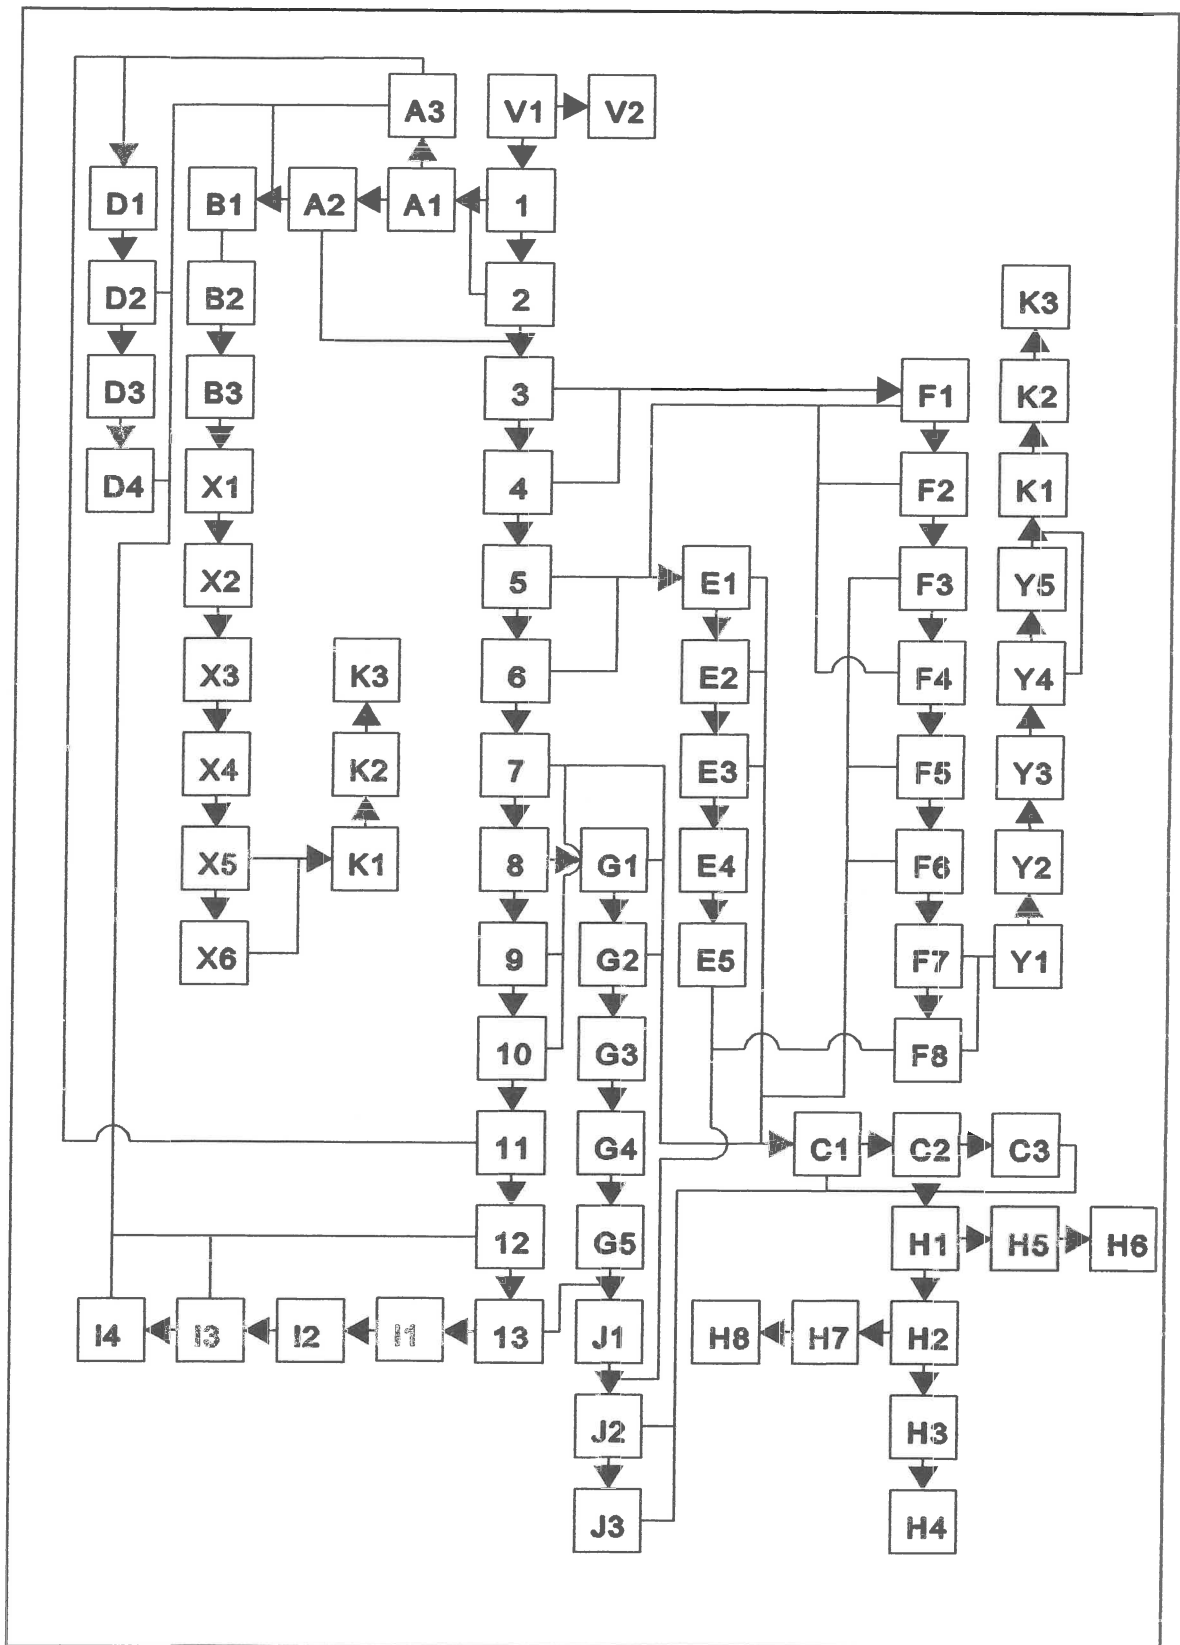 A3 V1 V2
D1 B1 A2 A1 1
D2 B2 2 K3
D3 B3 3 F1 K2
D4 X1 4 F2 K1
X2 5 E1 F3 Y5
X3 K3 6 E2 F4 Y4
X4 K2 7 E3 F5 Y3
X5 K1 8 G1 E4 F6 Y2
X6 9 G2 E5 F7 Y1
10 G3 F8
11 G4 C1 C2 C3
12 G5 H1 H5 H6
I4 I3 I2 I1 13 J1 H8 H7 H2
J2 H3
J3 H4